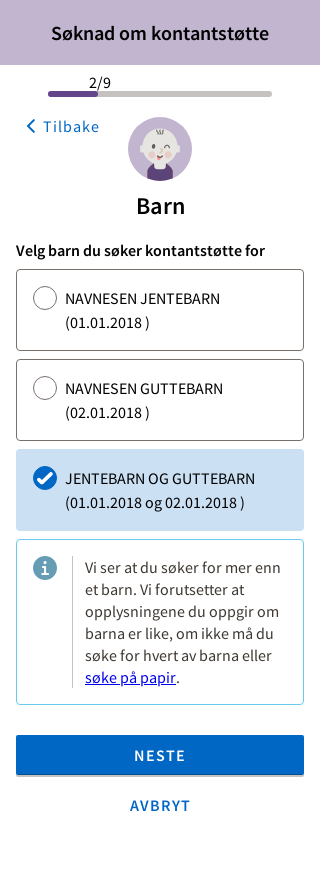 Søknad om kontantstøtte
2/9
Tilbake
Barn
Velg barn du søker kontantstøtte for
NAVNESEN JENTEBARN
(01.01.2018 )
NAVNESEN GUTTEBARN
(02.01.2018 )
JENTEBARN OG GUTTEBARN
(01.01.2018 og 02.01.2018 )
Vi ser at du søker for mer enn
et barn. Vi forutsetter at
opplysningene du oppgir om
barna er like, om ikke må du
søke for hvert av barna eller
søke på papir.
NESTE
AVBRYT